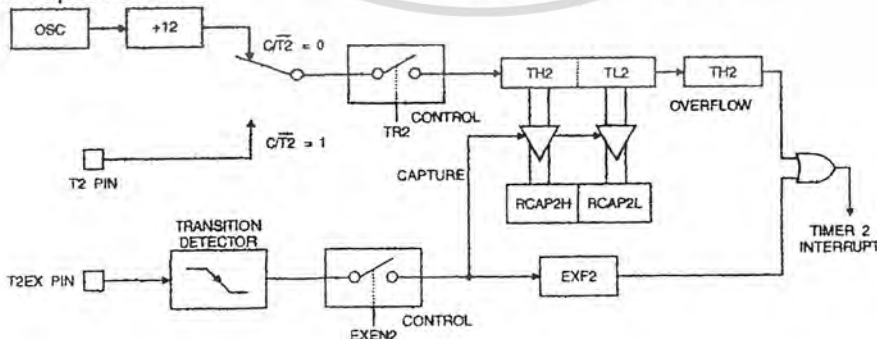 OSC
÷12
C/T2 = 0
TH2 TL2
TH2
OVERFLOW
CONTROL
TR2
C/T2 = 1
T2 PIN
CAPTURE
RCAP2H RCAP2L
TRANSITION
DETECTOR
TIMER 2
INTERRUPT
T2EX PIN
EXF2
CONTROL
EXEN2